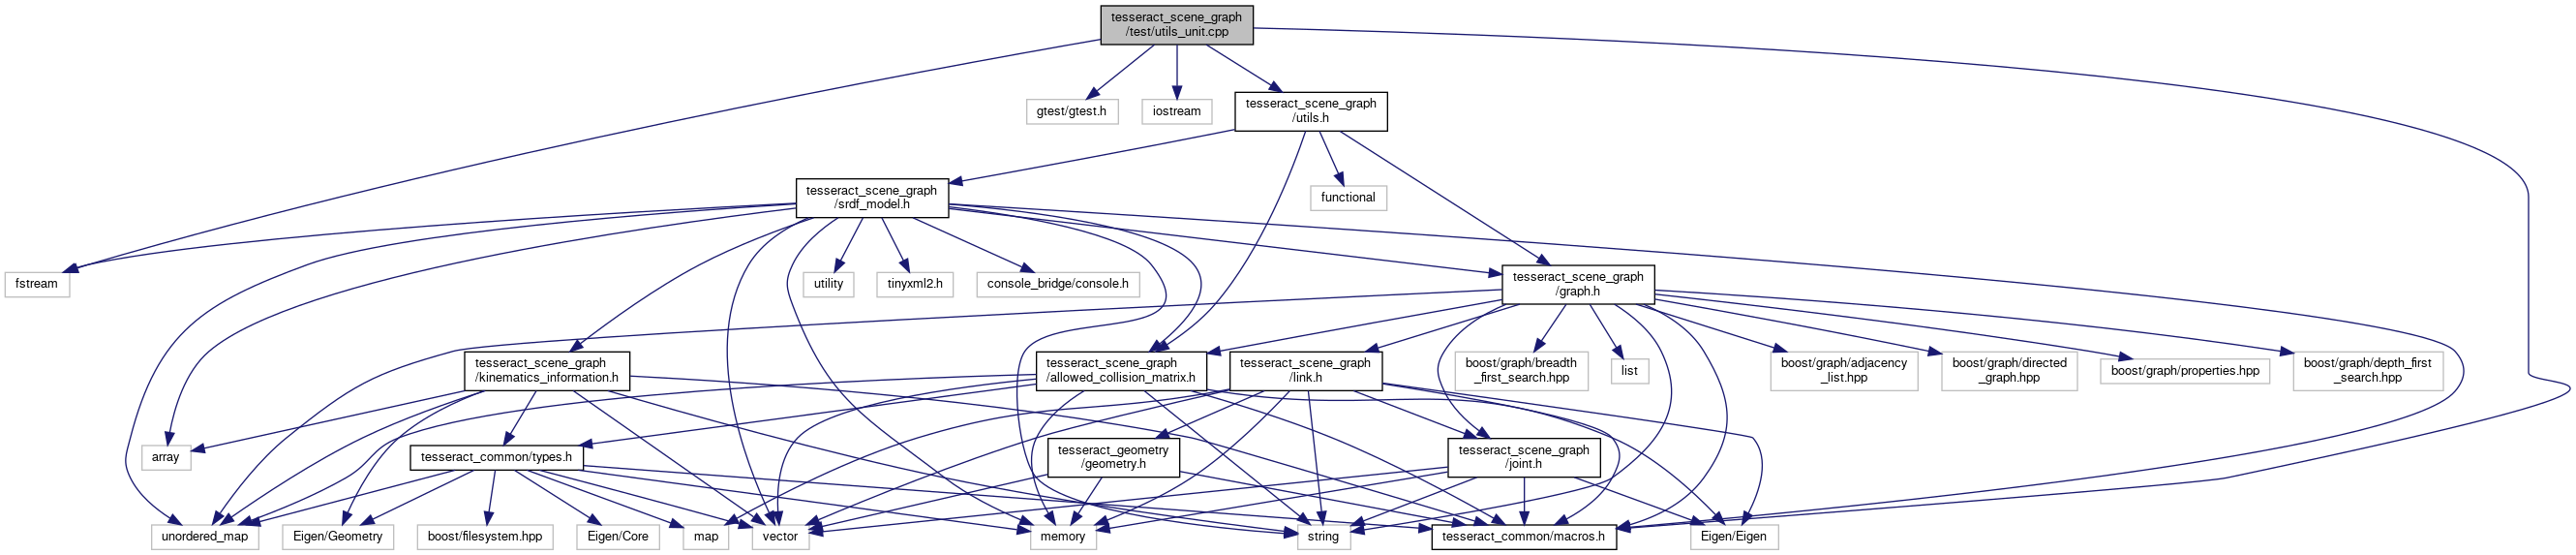 tesseract_scene_graph
/test/utils_unit.cpp
gtest/gtest.h
iostream
tesseract_scene_graph
/utils.h
tesseract_scene_graph
/srdf_model.h
functional
fstream
utility
tinyxml2.h
console_bridge/console.h
tesseract_scene_graph
/graph.h
tesseract_scene_graph
/kinematics_information.h
tesseract_scene_graph
/allowed_collision_matrix.h
tesseract_scene_graph
/link.h
boost/graph/breadth
_first_search.hpp
list
boost/graph/adjacency
_list.hpp
boost/graph/directed
_graph.hpp
boost/graph/properties.hpp
boost/graph/depth_first
_search.hpp
array
tesseract_common/types.h
tesseract_geometry
/geometry.h
tesseract_scene_graph
/joint.h
unordered_map
Eigen/Geometry
boost/filesystem.hpp
Eigen/Core
map
vector
memory
string
tesseract_common/macros.h
Eigen/Eigen